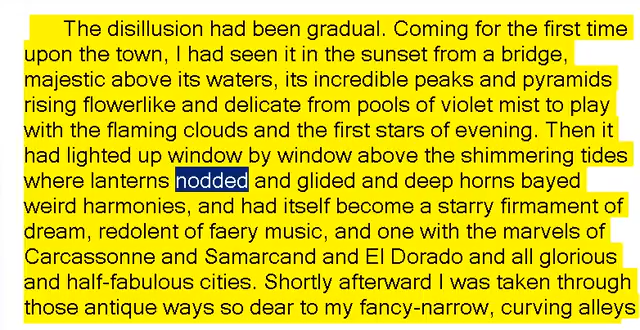 The disillusion had been gradual. Coming for the first time
upon the town, I had seen it in the sunset from a bridge,
majestic above its waters, its incredible peaks and pyramids
rising flowerlike and delicate from pools of violet mist to play
with the flaming clouds and the first stars of evening. Then it
had lighted up window by window above the shimmering tides
where lanterns nodded and glided and deep horns bayed
weird harmonies, and had itself become a starry firmament of
dream, redolent of faery music, and one with the marvels of
Carcassonne and Samarcand and El Dorado and all glorious
and half-fabulous cities. Shortly afterward I was taken through
those antique ways so dear to my fancy-narrow, curving alleys